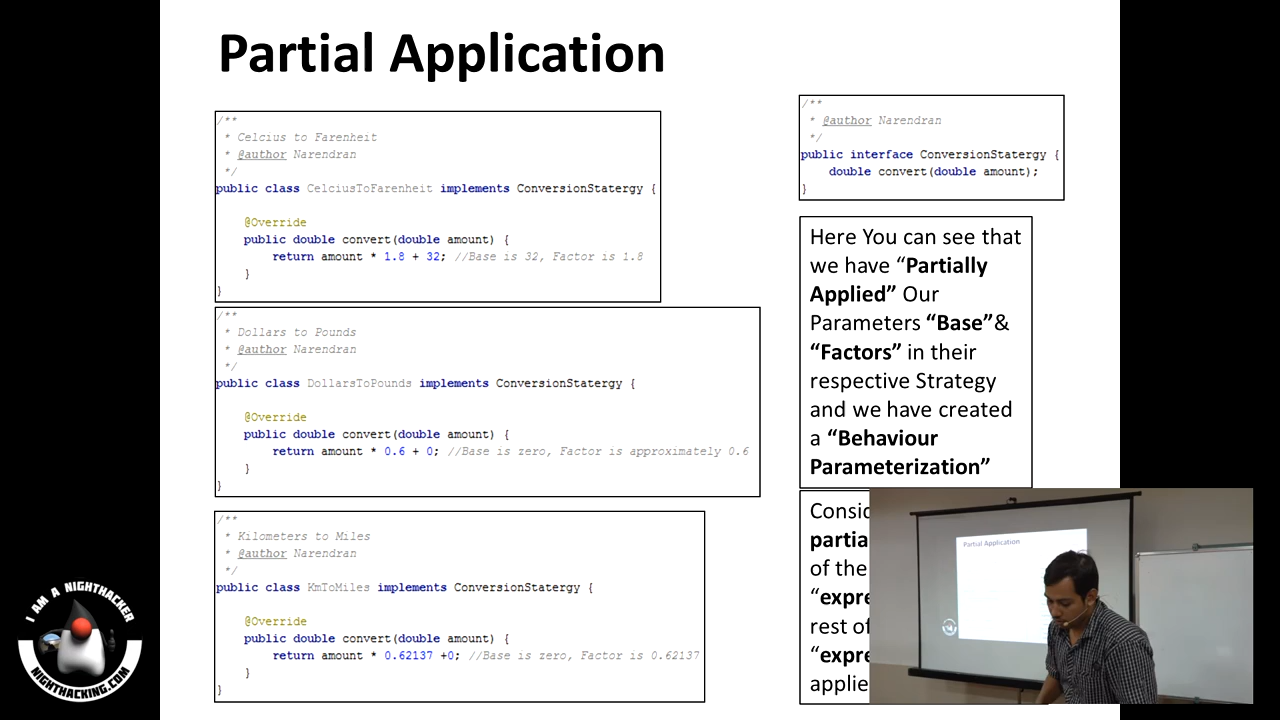 Partial Application
/**
* Celcius to Farenheit
* @author Narendran
*/
public class CelciusToFarenheit implements ConversionStatergy {
@Override
public double convert(double amount) {
return amount * 1.8 + 32; //Base is 32, Factor is 1.8
}
}
/**
* Dollars to Pounds
* @author Narendran
*/
public class DollarsToPounds implements ConversionStatergy {
@Override
public double convert(double amount) {
return amount * 0.6 + 0; //Base is zero, Factor is approximately 0.6
}
}
/**
* Kilometers to Miles
* @author Narendran
*/
public class KmToMiles implements ConversionStatergy {
@Override
public double convert(double amount) {
return amount * 0.62137 +0; //Base is zero, Factor is 0.62137
}
}
/**
* @author Narendran
*/
public interface ConversionStatergy {
double convert(double amount);
}
Here You can see that
we have “Partially
Applied” Our
Parameters “Base”&
“Factors” in their
respective Strategy
and we have created
a “Behaviour
Parameterization”
of the
rest of
Partial Application
I AM A NIGHTHACKER
NIGHTHACKING.COM